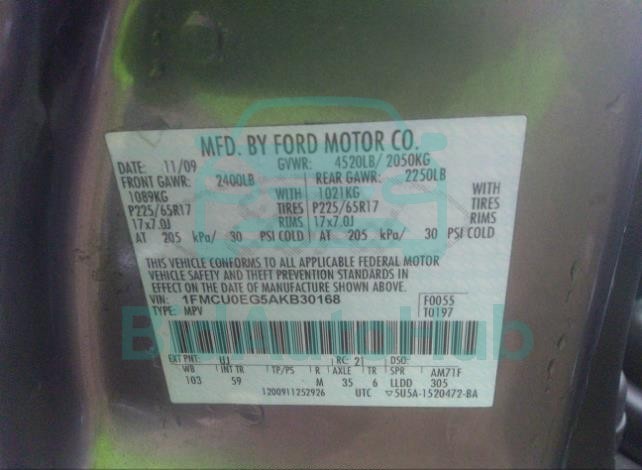 MFD. BY FORD MOTOR CO.
11/09 GVWR: 4520LB/ 2050KG
FRONT GAWR: 2400LB REAR GAWR: 2250LB
1089KG WITH 1021KG WITH
P225/65R17 TIRES P225/65R17 TIRES
17x7.0J RIMS 17x7.0J RIMS
AT 205 kPa/ 30 PSI COLD AT 205 kPa/ 30 PSI COLD
THIS VEHICLE CONFORMS TO ALL APPLICABLE FEDERAL MOTOR
VEHICLE SAFETY AND THEFT PREVENTION STANDARDS IN
EFFECT ON THE DATE OF MANUFACTURE SHOWN ABOVE.
VIN: 1FMCU0EG5AKB30168 F0055
TYPE: MPV T0197
BidAutoHub
EXT PNT: UJ RC: 21 DSO:
WB INT TR TP/PS R AXLE TR SPR AM71F
103 59 M 35 6 LLDD 305
1200911252926 UTC ▽5U5A-1520472-BA